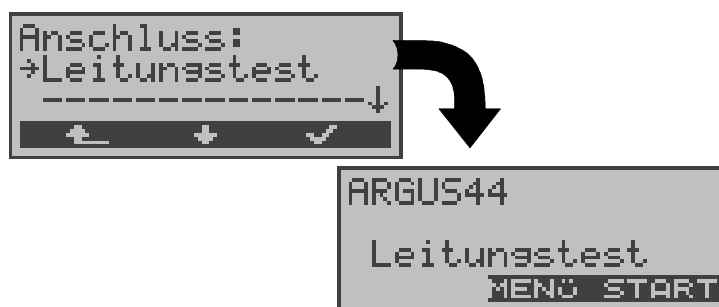 Anschluss:
→Leitungstest
--------------↓
ARGUS44
Leitungstest
MENÜ START